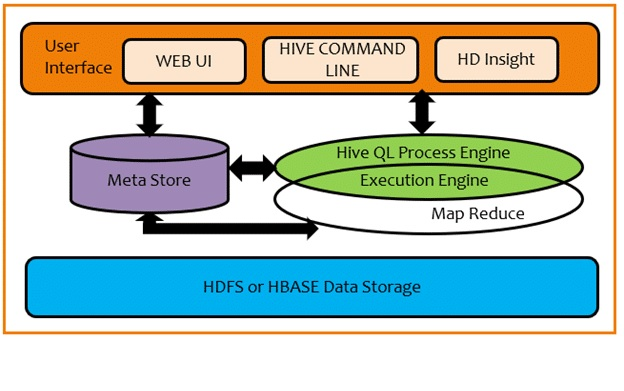 User
Interface
WEB UI
HIVE COMMAND
LINE
HD Insight
Meta Store
Hive QL Process Engine
Execution Engine
Map Reduce
HDFS or HBASE Data Storage